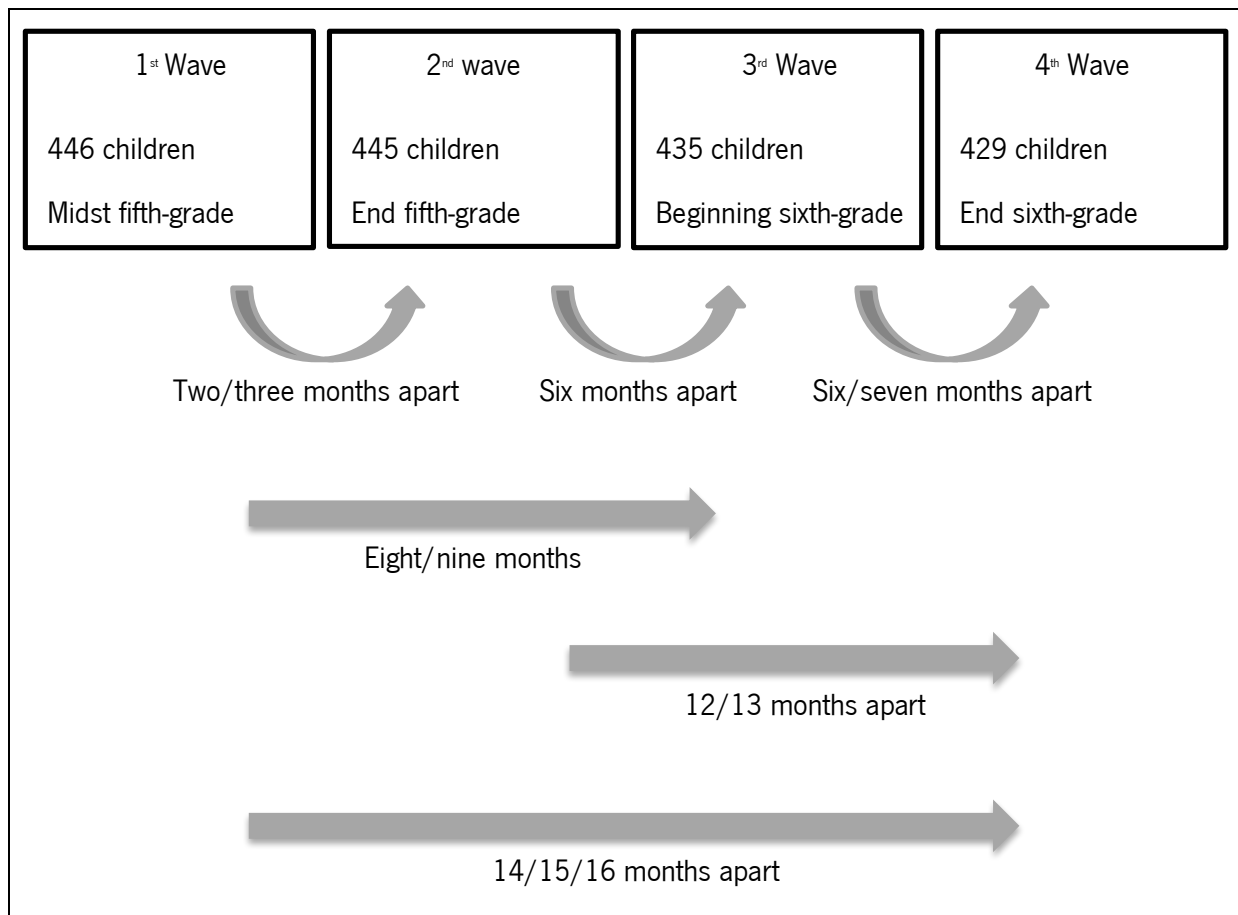 1st Wave
446 children
Midst fifth-grade
2nd wave
445 children
End fifth-grade
3rd Wave
435 children
Beginning sixth-grade
4th Wave
429 children
End sixth-grade
Two/three months apart
Six months apart
Six/seven months apart
Eight/nine months
12/13 months apart
14/15/16 months apart